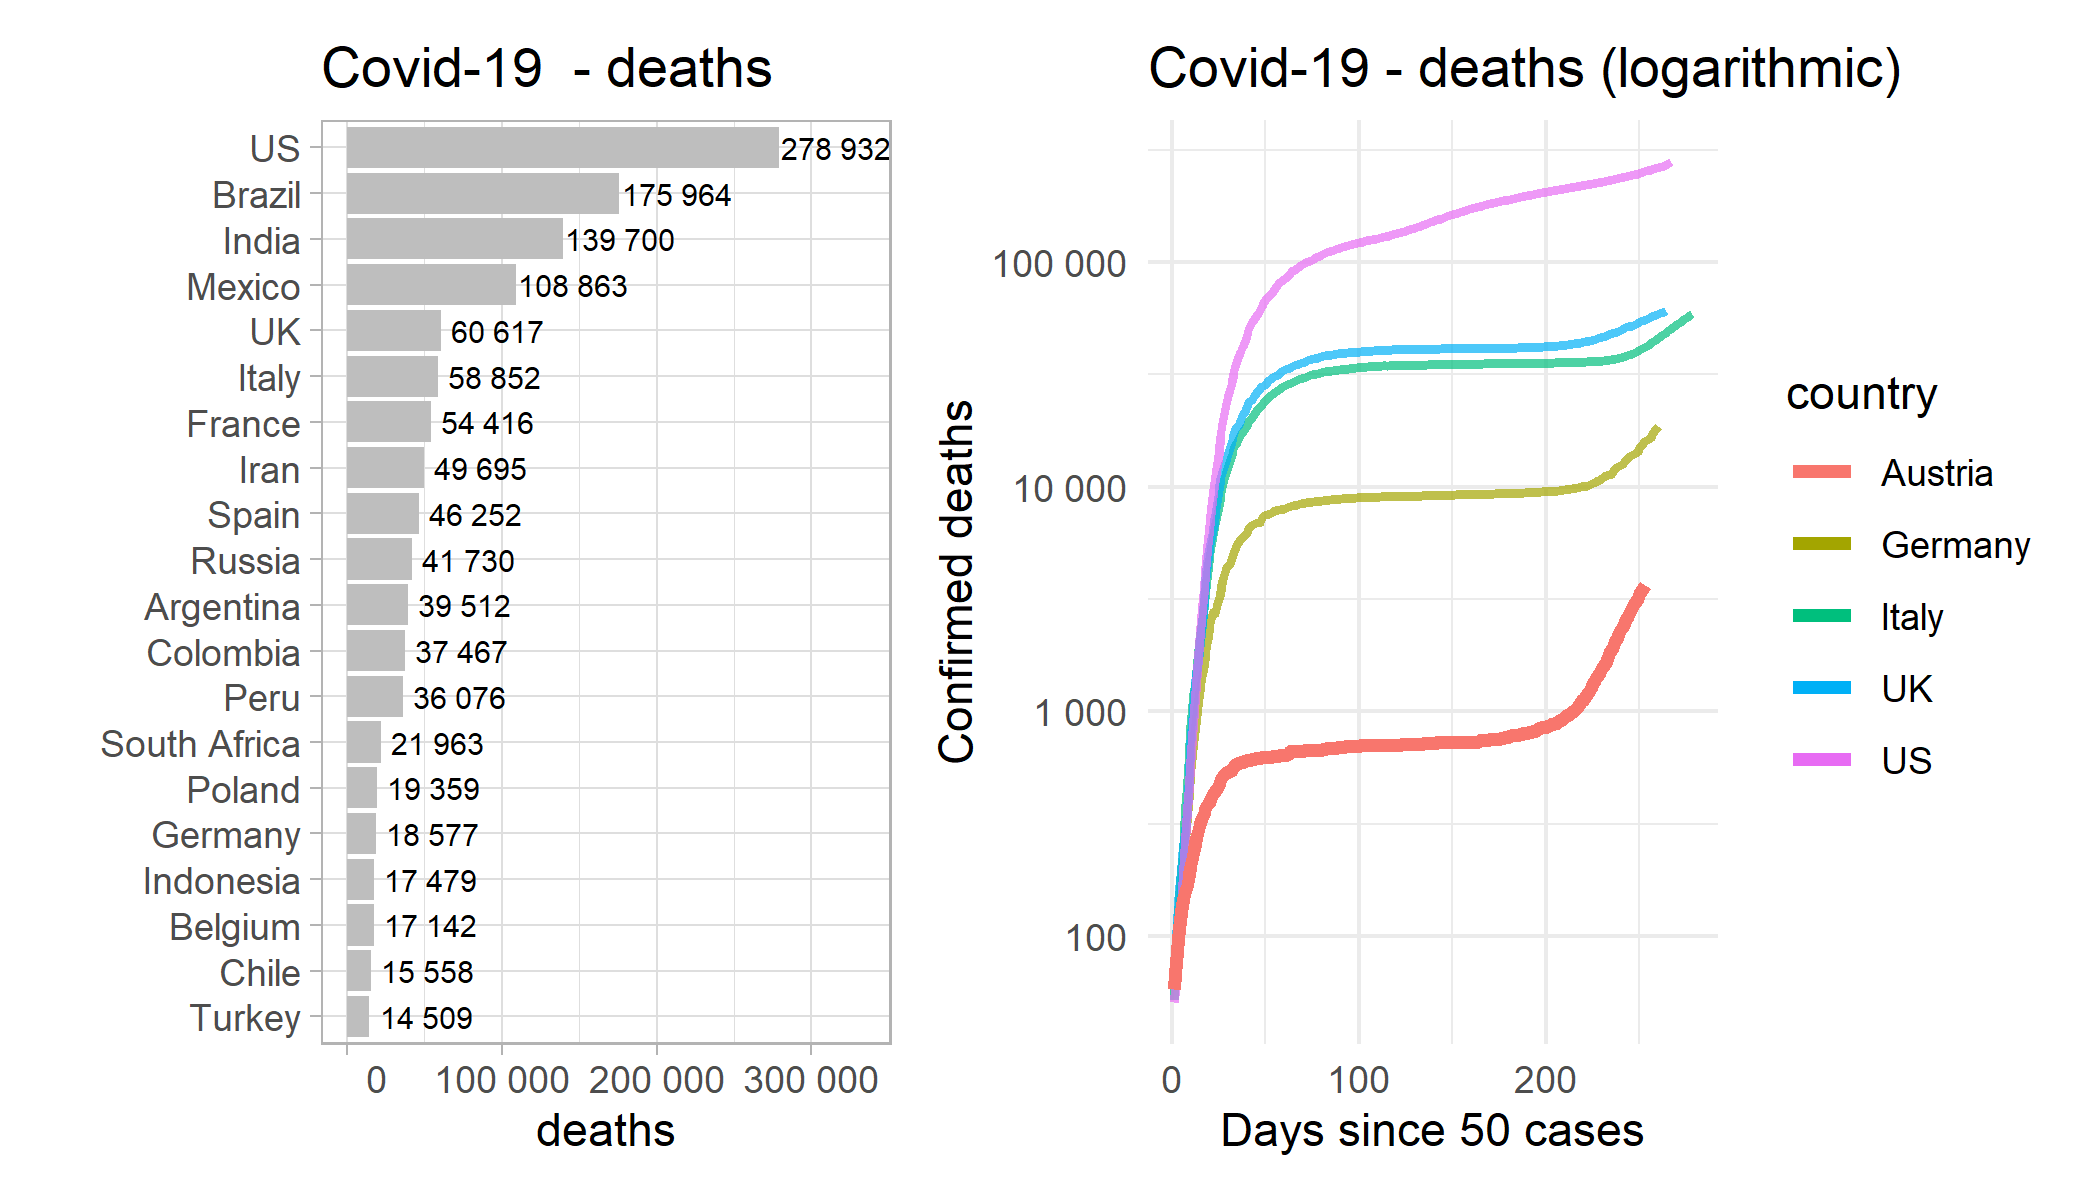 Covid-19  - deaths
US 278 932
Brazil 175 964
India 139 700
Mexico 108 863
UK 60 617
Italy 58 852
France 54 416
Iran 49 695
Spain 46 252
Russia 41 730
Argentina 39 512
Colombia 37 467
Peru 36 076
South Africa 21 963
Poland 19 359
Germany 18 577
Indonesia 17 479
Belgium 17 142
Chile 15 558
Turkey 14 509
0 100 000 200 000 300 000
deaths
Covid-19 - deaths (logarithmic)
Confirmed deaths
100 000
10 000
1 000
100
0 100 200
Days since 50 cases
country
Austria
Germany
Italy
UK
US